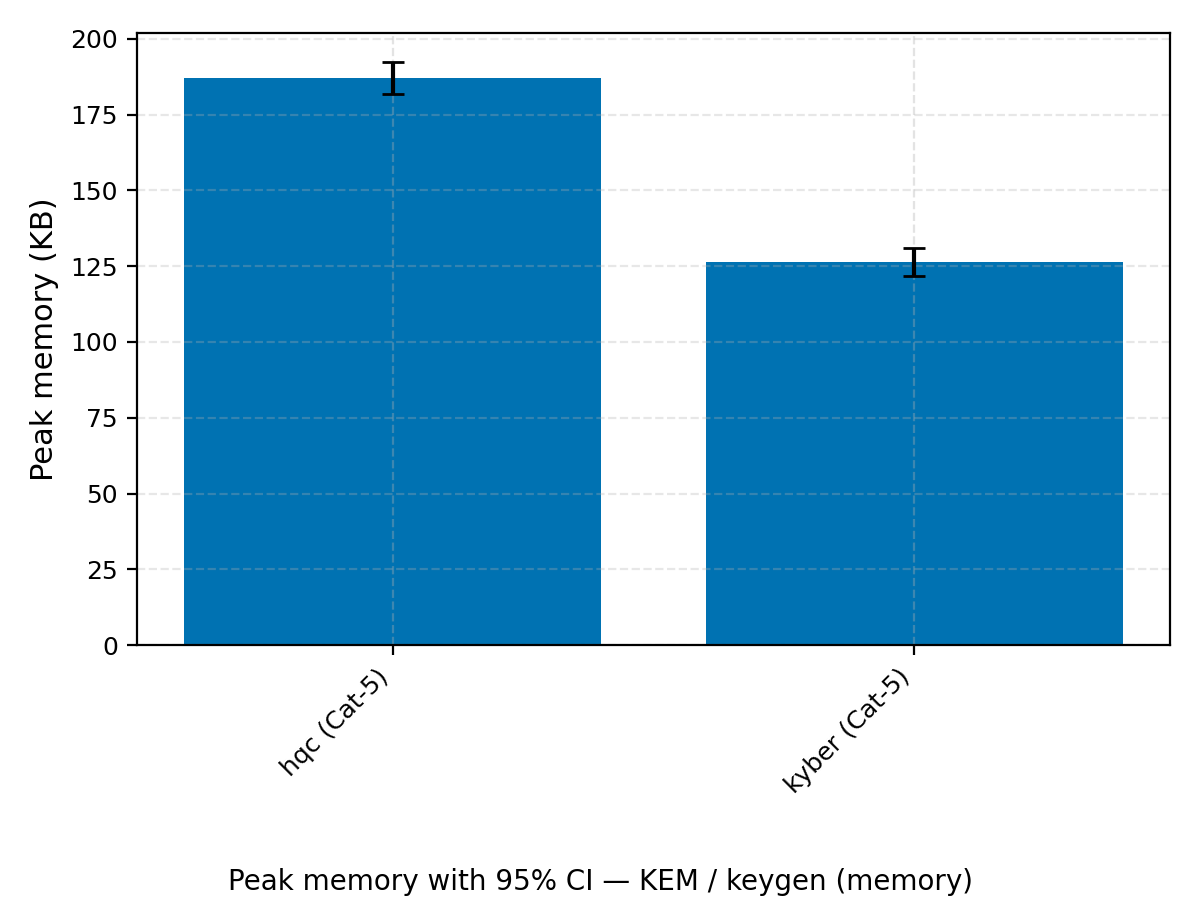 200
175
150
125
100
75
50
25
0
Peak memory (KB)
hqc (Cat-5)
kyber (Cat-5)
Peak memory with 95% CI — KEM / keygen (memory)